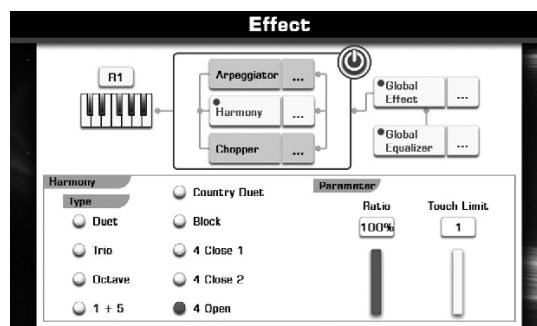 Effect
R1
Arpeggiator ...
Harmony ...
Chopper ...
Global
Effect ...
Global
Equalizer ...
Harmony
Type
Duet
Trio
Octave
1 + 5
Country Duet
Block
4 Close 1
4 Close 2
4 Open
Parameter
Ratio
100%
Touch Limit
1